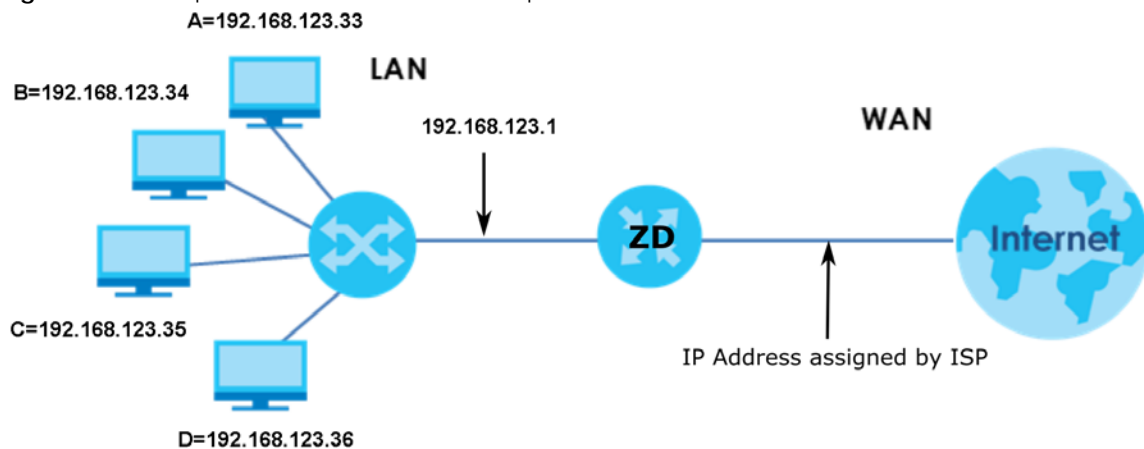 A=192.168.123.33
LAN
B=192.168.123.34
192.168.123.1
WAN
ZD
Internet
C=192.168.123.35
IP Address assigned by ISP
D=192.168.123.36